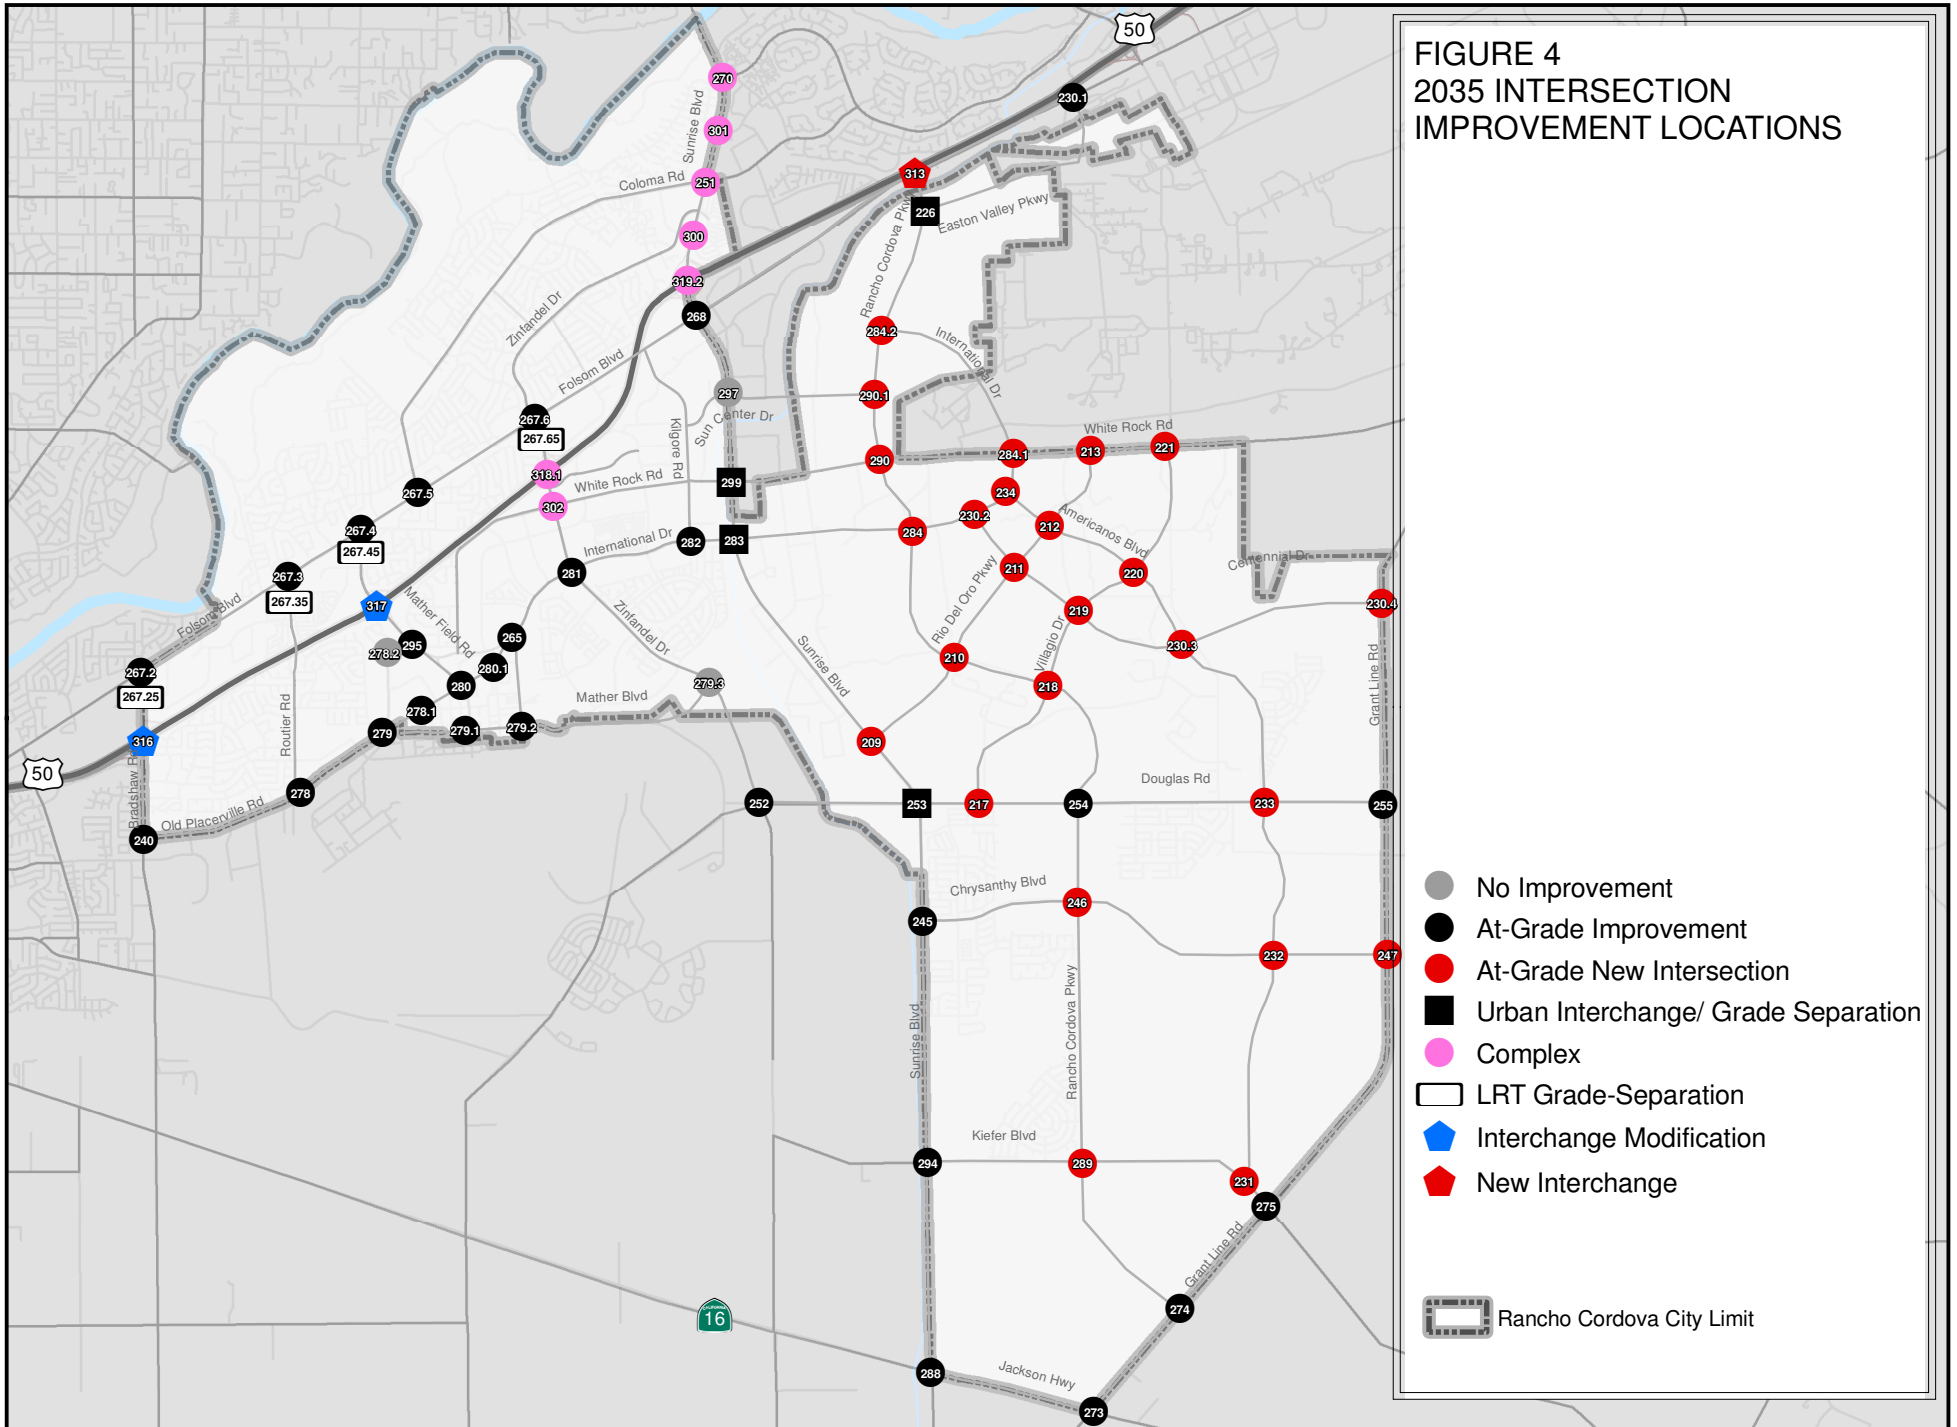 FIGURE 4
2035 INTERSECTION
IMPROVEMENT LOCATIONS
50
230.1
270
Sunrise Blvd
301
313
Coloma Rd
251
226
Rancho Cordova Pkwy
Easton Valley Pkwy
300
319.2
268
Zinfandel Dr
284.2
International Dr
Folsom Blvd
297
290.1
Sun Center Dr
267.6
267.65
Kilgore Rd
White Rock Rd
284.1
213
221
290
318.1
White Rock Rd
299
267.5
302
234
230.2
212
Americanos Blvd
267.4
267.45
International Dr
282
283
284
Centennial Dr
281
211
220
267.3
267.35
317
Mather Field Rd
Folsom Blvd
Zinfandel Dr
Rio Del Oro Pkwy
219
230.4
265
295
278.2
Sunrise Blvd
Villagio Dr
230.3
210
280.1
267.2
267.25
280
279.3
218
Grant Line Rd
Mather Blvd
278.1
279
279.1
279.2
Routier Rd
316
209
50
Bradshaw Rd
278
Douglas Rd
252
253
217
254
233
255
Old Placerville Rd
240
Chrysanthy Blvd
246
245
232
247
Sunrise Blvd
Rancho Cordova Pkwy
Kiefer Blvd
294
289
231
275
Grant Line Rd
CALIFORNIA
16
274
288
Jackson Hwy
273
No Improvement
At-Grade Improvement
At-Grade New Intersection
Urban Interchange/ Grade Separation
Complex
LRT Grade-Separation
Interchange Modification
New Interchange
Rancho Cordova City Limit